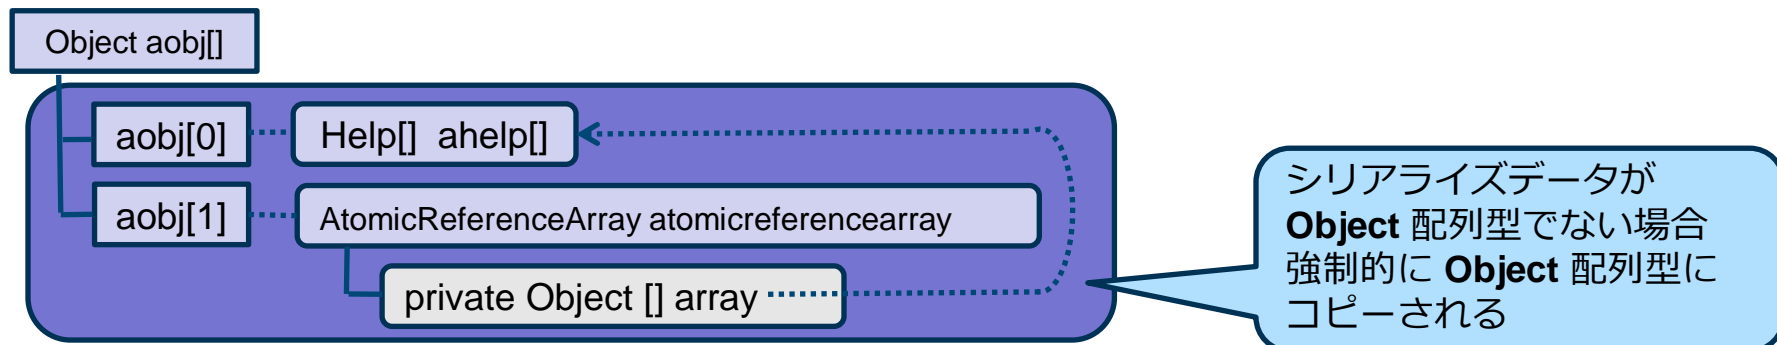 Object aobj[]
aobj[0]
Help[] ahelp[]
aobj[1]
AtomicReferenceArray atomicreferencearray
private Object [] array
シリアライズデータが
Object 配列型でない場合
強制的に Object 配列型に
コピーされる